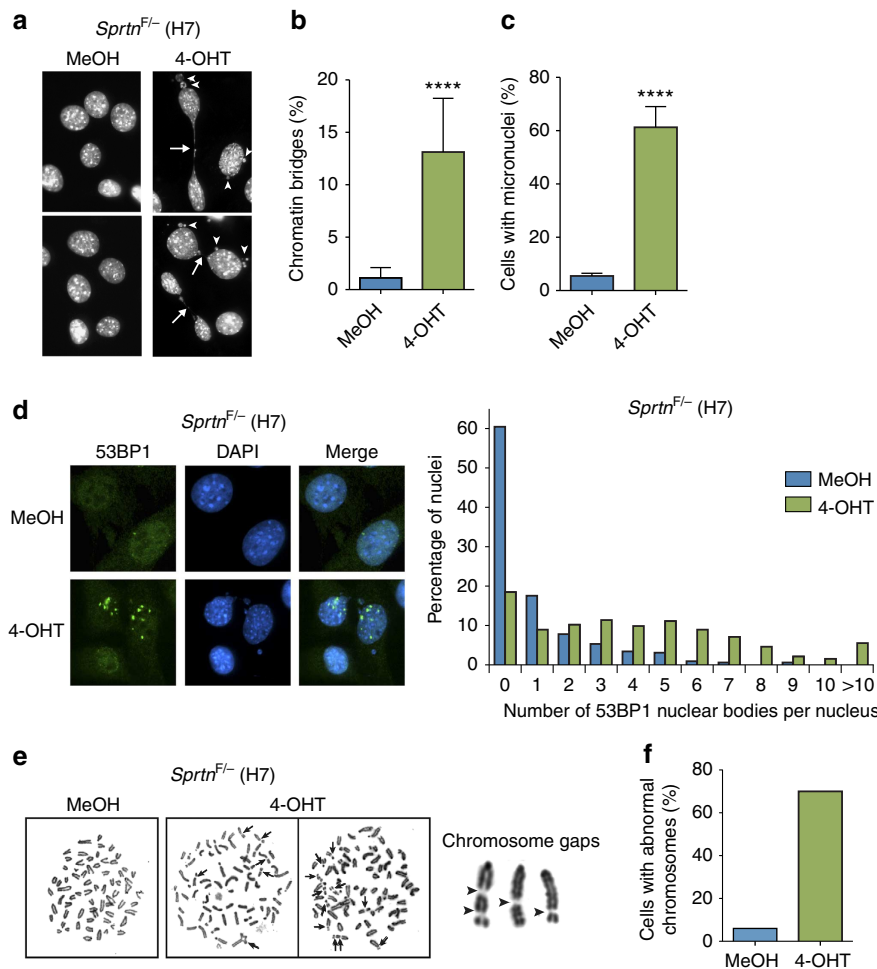 a
Sprtn^F/– (H7)
MeOH 4-OHT
b
Chromatin bridges (%)
20
15
10
5
0
****
MeOH 4-OHT
c
Cells with micronuclei (%)
80
60
40
20
0
****
MeOH 4-OHT
d
Sprtn^F/– (H7)
53BP1 DAPI Merge
MeOH
4-OHT
Sprtn^F/– (H7)
Percentage of nuclei
60
50
40
30
20
10
0
MeOH
4-OHT
0 1 2 3 4 5 6 7 8 9 10 >10
Number of 53BP1 nuclear bodies per nucleus
e
Sprtn^F/– (H7)
MeOH 4-OHT
Chromosome gaps
f
Cells with abnormal
chromosomes (%)
80
60
40
20
0
MeOH 4-OHT